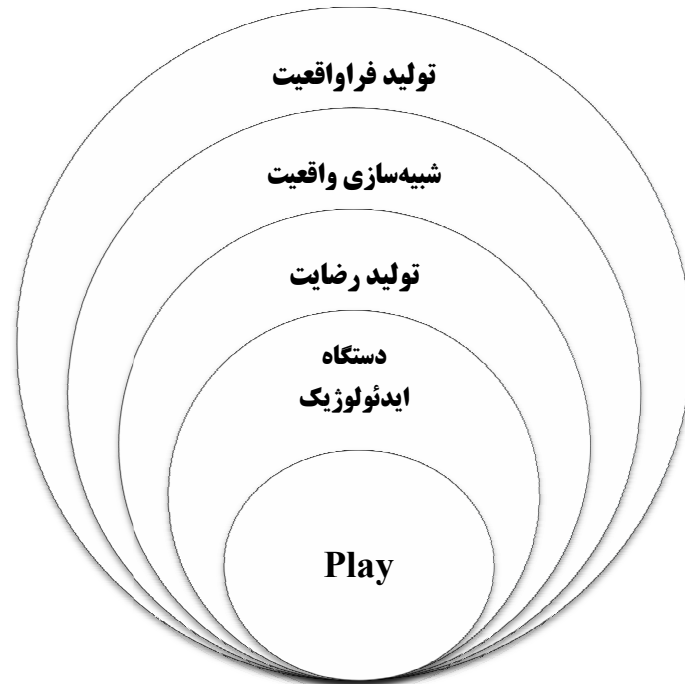 تولید فراواقعیت
شبیه‌سازی واقعیت
تولید رضایت
دستگاه
ایدئولوژیک
Play